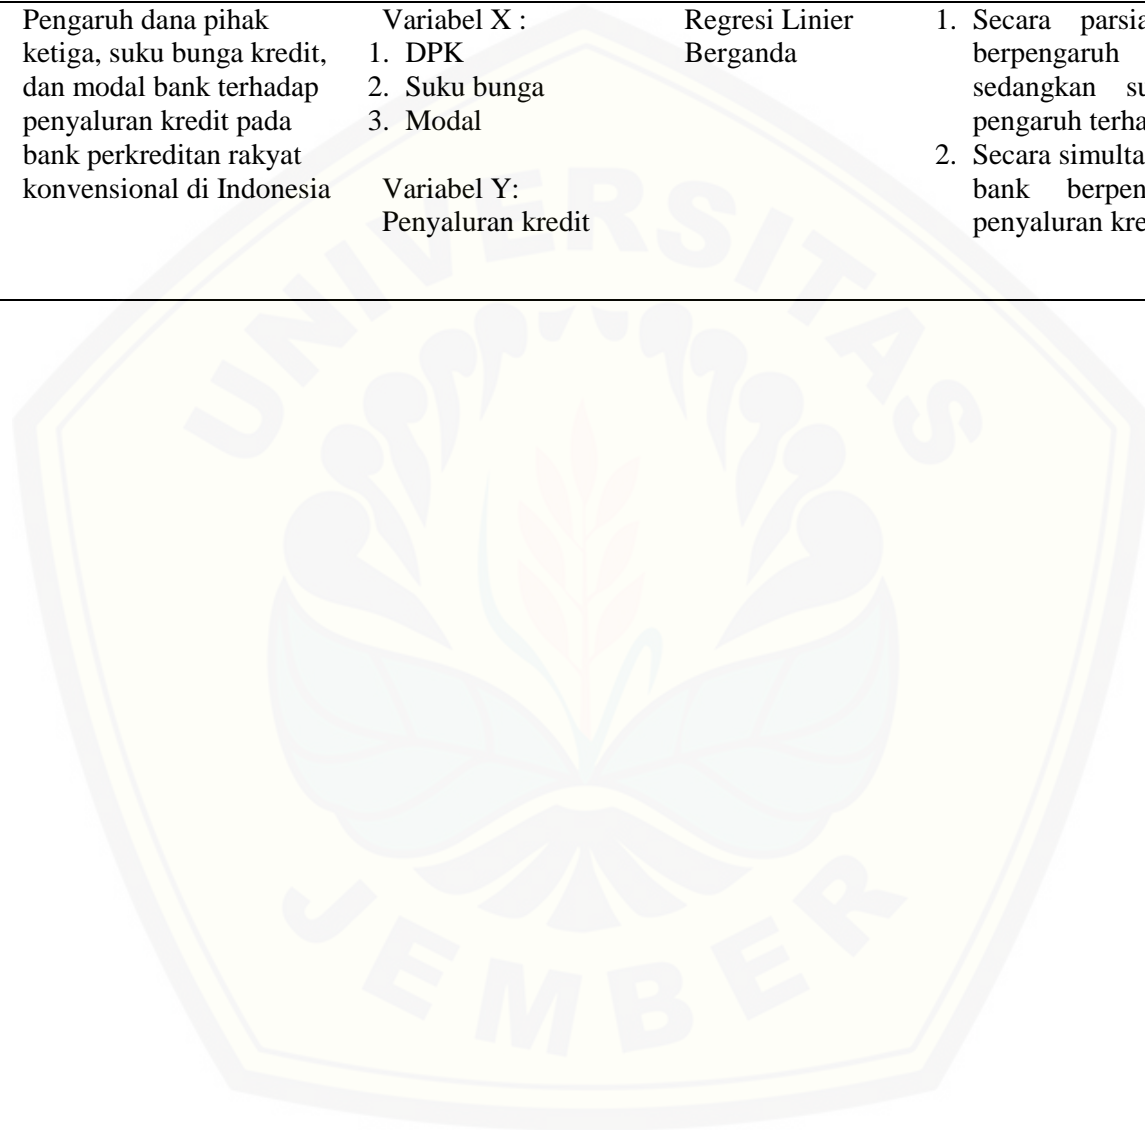 Pengaruh dana pihak
ketiga, suku bunga kredit,
dan modal bank terhadap
penyaluran kredit pada
bank perkreditan rakyat
konvensional di Indonesia
Variabel X :
1. DPK
2. Suku bunga
3. Modal
Variabel Y:
Penyaluran kredit
Regresi Linier
Berganda
1. Secara
berpengaruh
sedangkan
pengaruh
2. Secara
bank
penyaluran
UNIVERSITAS
JEMBER